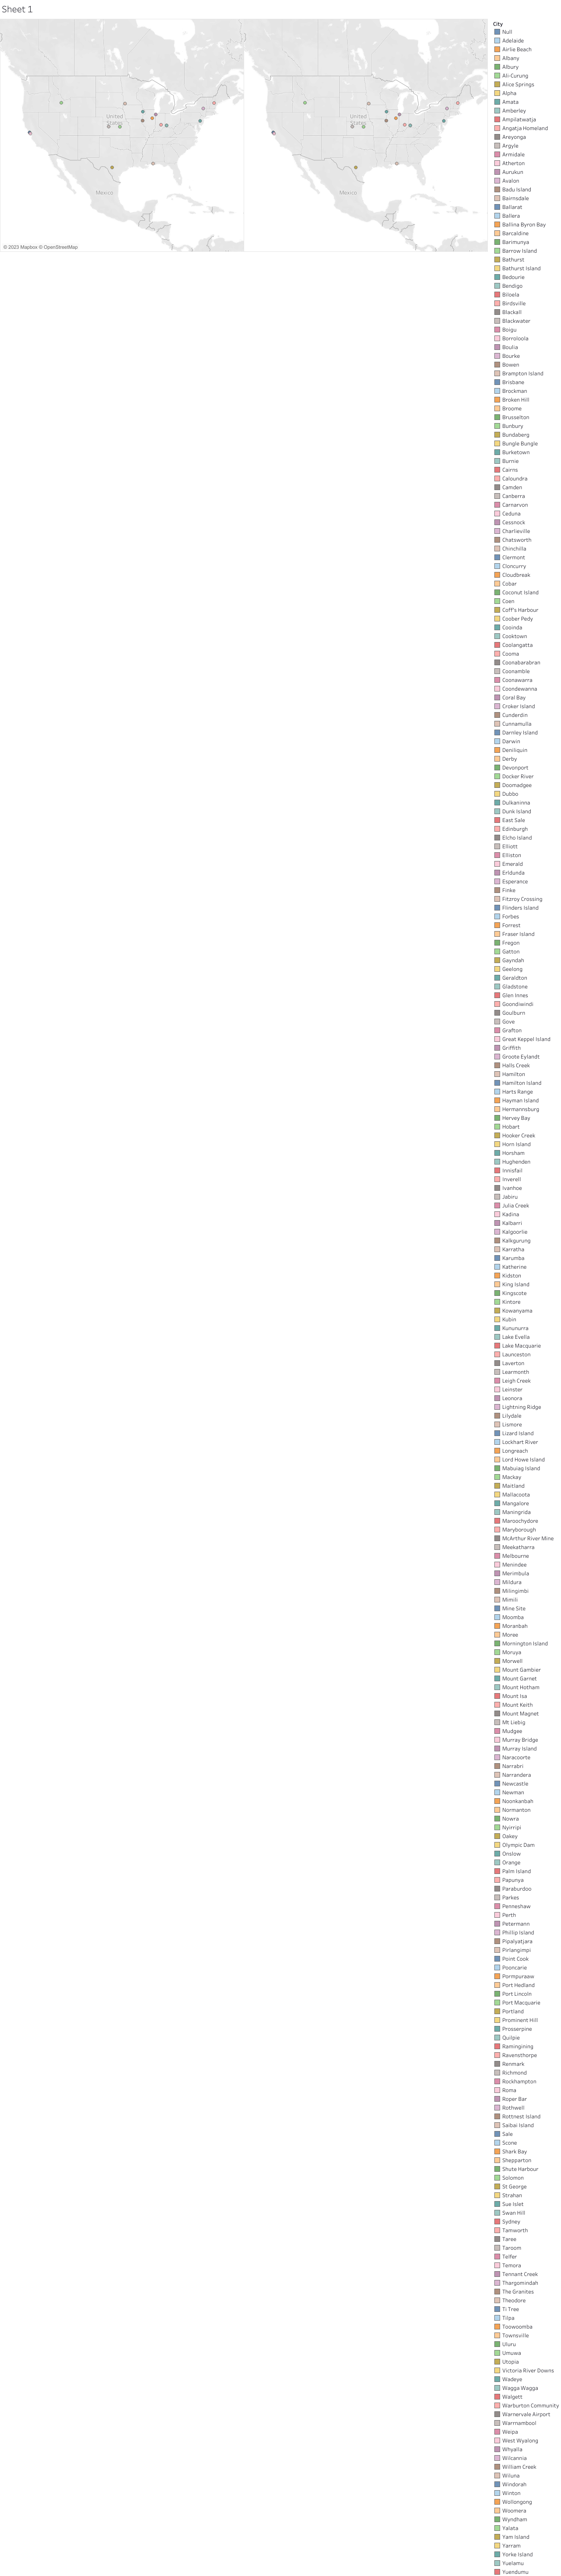 Sheet 1
United
States
Mexico
United
States
Mexico
© 2023 Mapbox © OpenStreetMap
City
Null
Adelaide
Airlie Beach
Albany
Albury
Ali-Curung
Alice Springs
Alpha
Amata
Amberley
Ampilatwatja
Angatja Homeland
Areyonga
Argyle
Armidale
Atherton
Aurukun
Avalon
Badu Island
Bairnsdale
Ballarat
Ballera
Ballina Byron Bay
Barcaldine
Barimunya
Barrow Island
Bathurst
Bathurst Island
Bedourie
Bendigo
Biloela
Birdsville
Blackall
Blackwater
Boigu
Borroloola
Boulia
Bourke
Bowen
Brampton Island
Brisbane
Brockman
Broken Hill
Broome
Brusselton
Bunbury
Bundaberg
Bungle Bungle
Burketown
Burnie
Cairns
Caloundra
Camden
Canberra
Carnarvon
Ceduna
Cessnock
Charlieville
Chatsworth
Chinchilla
Clermont
Cloncurry
Cloudbreak
Cobar
Coconut Island
Coen
Coff's Harbour
Coober Pedy
Cooinda
Cooktown
Coolangatta
Cooma
Coonabarabran
Coonamble
Coonawarra
Coondewanna
Coral Bay
Croker Island
Cunderdin
Cunnamulla
Darnley Island
Darwin
Deniliquin
Derby
Devonport
Docker River
Doomadgee
Dubbo
Dulkaninna
Dunk Island
East Sale
Edinburgh
Elcho Island
Elliott
Elliston
Emerald
Erldunda
Esperance
Finke
Fitzroy Crossing
Flinders Island
Forbes
Forrest
Fraser Island
Fregon
Gatton
Gayndah
Geelong
Geraldton
Gladstone
Glen Innes
Goondiwindi
Goulburn
Gove
Grafton
Great Keppel Island
Griffith
Groote Eylandt
Halls Creek
Hamilton
Hamilton Island
Harts Range
Hayman Island
Hermannsburg
Hervey Bay
Hobart
Hooker Creek
Horn Island
Horsham
Hughenden
Innisfail
Inverell
Ivanhoe
Jabiru
Julia Creek
Kadina
Kalbarri
Kalgoorlie
Kalkgurung
Karratha
Karumba
Katherine
Kidston
King Island
Kingscote
Kintore
Kowanyama
Kubin
Kununurra
Lake Evella
Lake Macquarie
Launceston
Laverton
Learmonth
Leigh Creek
Leinster
Leonora
Lightning Ridge
Lilydale
Lismore
Lizard Island
Lockhart River
Longreach
Lord Howe Island
Mabuiag Island
Mackay
Maitland
Mallacoota
Mangalore
Maningrida
Maroochydore
Maryborough
McArthur River Mine
Meekatharra
Melbourne
Menindee
Merimbula
Mildura
Milingimbi
Mimili
Mine Site
Moomba
Moranbah
Moree
Mornington Island
Moruya
Morwell
Mount Gambier
Mount Garnet
Mount Hotham
Mount Isa
Mount Keith
Mount Magnet
Mt Liebig
Mudgee
Murray Bridge
Murray Island
Naracoorte
Narrabri
Narrandera
Newcastle
Newman
Noonkanbah
Normanton
Nowra
Nyirripi
Oakey
Olympic Dam
Onslow
Orange
Palm Island
Papunya
Paraburdoo
Parkes
Penneshaw
Perth
Petermann
Phillip Island
Pipalyatjara
Pirlangimpi
Point Cook
Pooncarie
Pormpuraaw
Port Hedland
Port Lincoln
Port Macquarie
Portland
Prominent Hill
Prosserpine
Quilpie
Ramingining
Ravensthorpe
Renmark
Richmond
Rockhampton
Roma
Roper Bar
Rothwell
Rottnest Island
Saibai Island
Sale
Scone
Shark Bay
Shepparton
Shute Harbour
Solomon
St George
Strahan
Sue Islet
Swan Hill
Sydney
Tamworth
Taree
Taroom
Telfer
Temora
Tennent Creek
Thargomindah
The Granites
Theodore
Ti Tree
Tilpa
Toowoomba
Townsville
Uluru
Umuwa
Utopia
Victoria River Downs
Wadeye
Wagga Wagga
Walgett
Warburton Community
Warnervale Airport
Warrnambool
Weipa
West Wyalong
Whyalla
Wilcannia
William Creek
Wiluna
Windorah
Winton
Wollongong
Woomera
Wyndham
Yalata
Yam Island
Yarram
Yorke Island
Yuelamu
Yuendumu